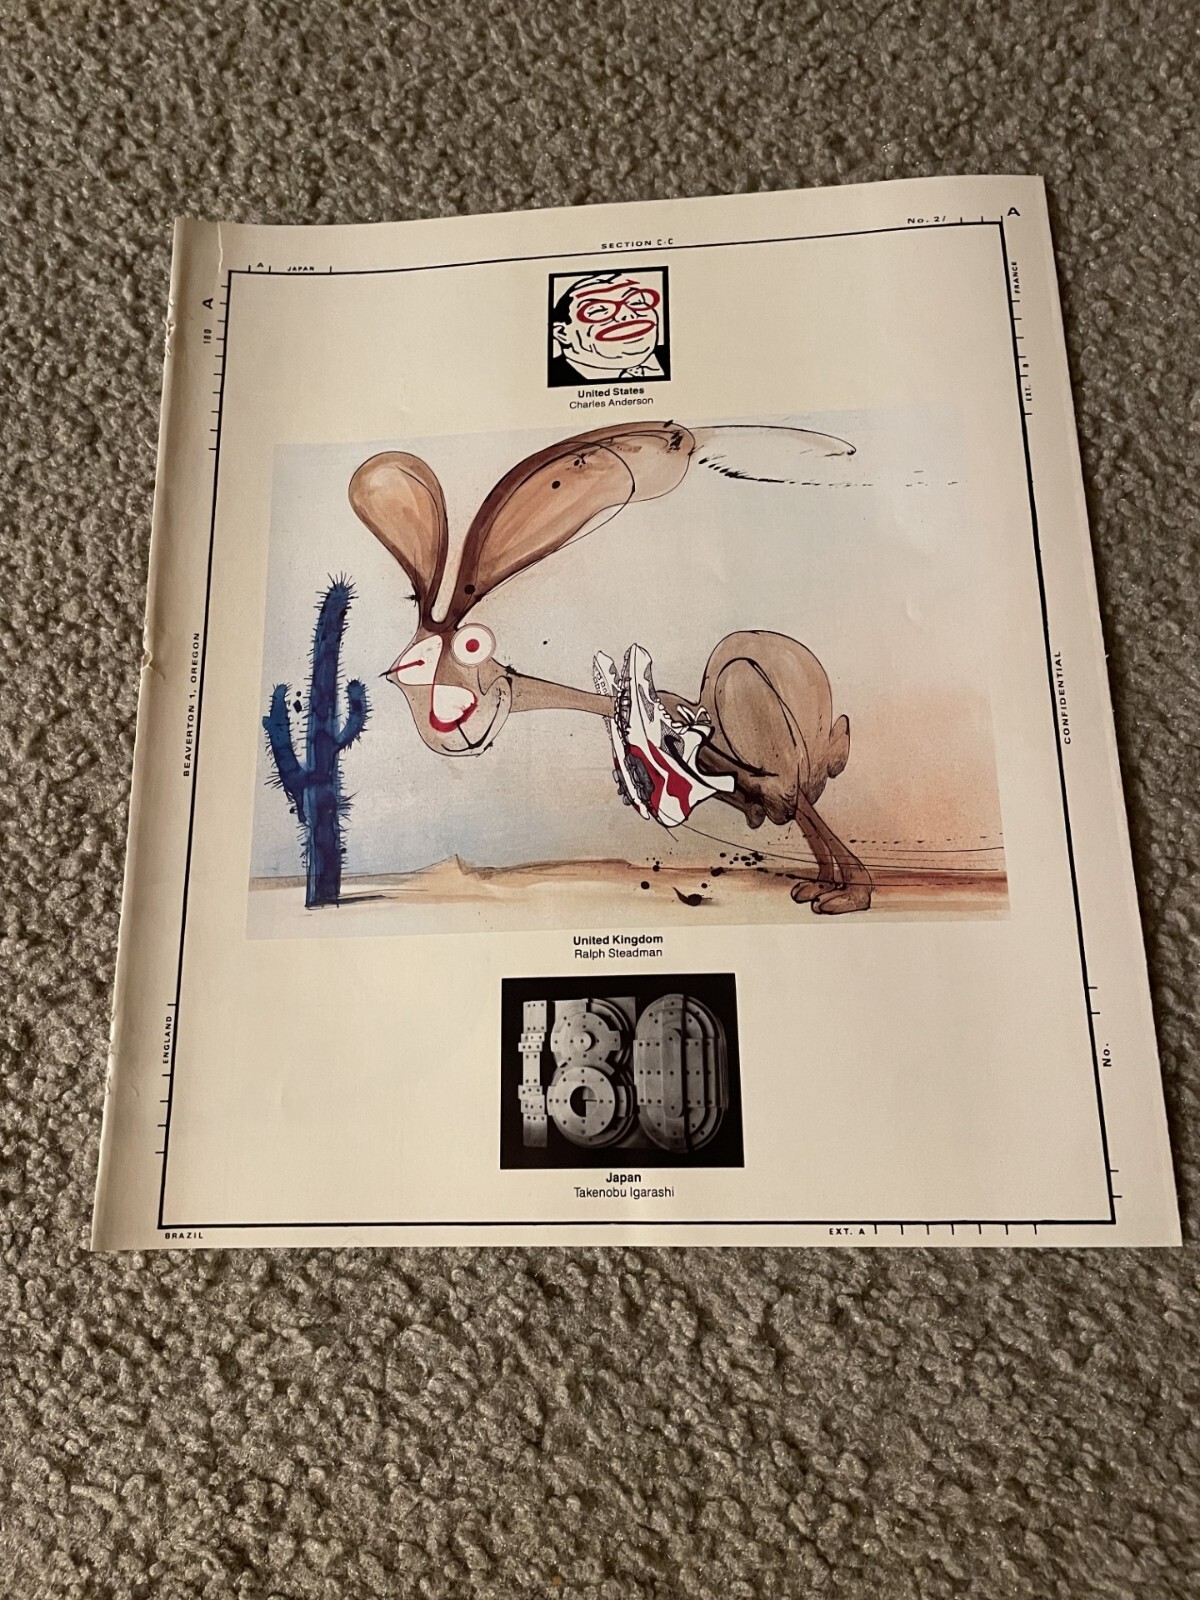 SECTION C-C
No. 2/
A
A
JAPAN
A
180
FRANCE
EXT. B
United States
Charles Anderson
BEAVERTON 1, OREGON
CONFIDENTIAL
United Kingdom
Ralph Steadman
180
ENGLAND
No.
Japan
Takenobu Igarashi
BRAZIL
EXT. A